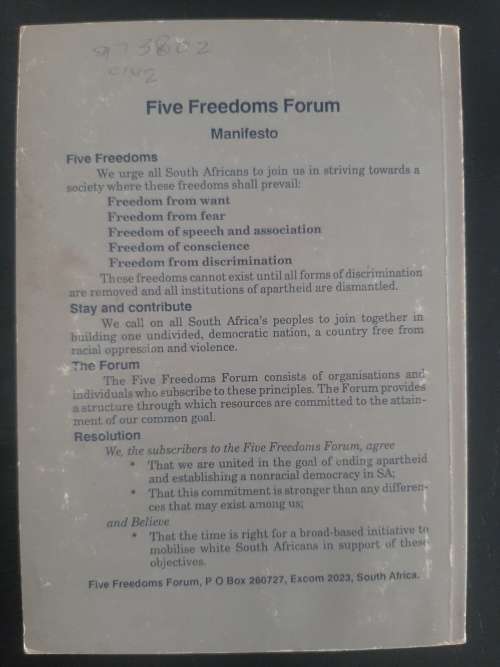 Five Freedoms Forum
Manifesto
Five Freedoms
We urge all South Africans to join us in striving towards a
society where these freedoms shall prevail:
Freedom from want
Freedom from fear
Freedom of speech and association
Freedom of conscience
Freedom from discrimination
These freedoms cannot exist until all forms of discrimination
are removed and all institutions of apartheid are dismantled.
Stay and contribute
We call on all South Africa's peoples to join together in
building one undivided, democratic nation, a country free from
racial oppression and violence.
The Forum
The Five Freedoms Forum consists of organisations and
individuals who subscribe to these principles. The Forum provides
a structure through which resources are committed to the attain-
ment of our common goal.
Resolution
We, the subscribers to the Five Freedoms Forum, agree
* That we are united in the goal of ending apartheid
and establishing a nonracial democracy in SA;
* That this commitment is stronger than any differen-
ces that may exist among us;
and Believe
* That the time is right for a broad-based initiative to
mobilise white South Africans in support of these
objectives.
Five Freedoms Forum, P O Box 260727, Excom 2023, South Africa.